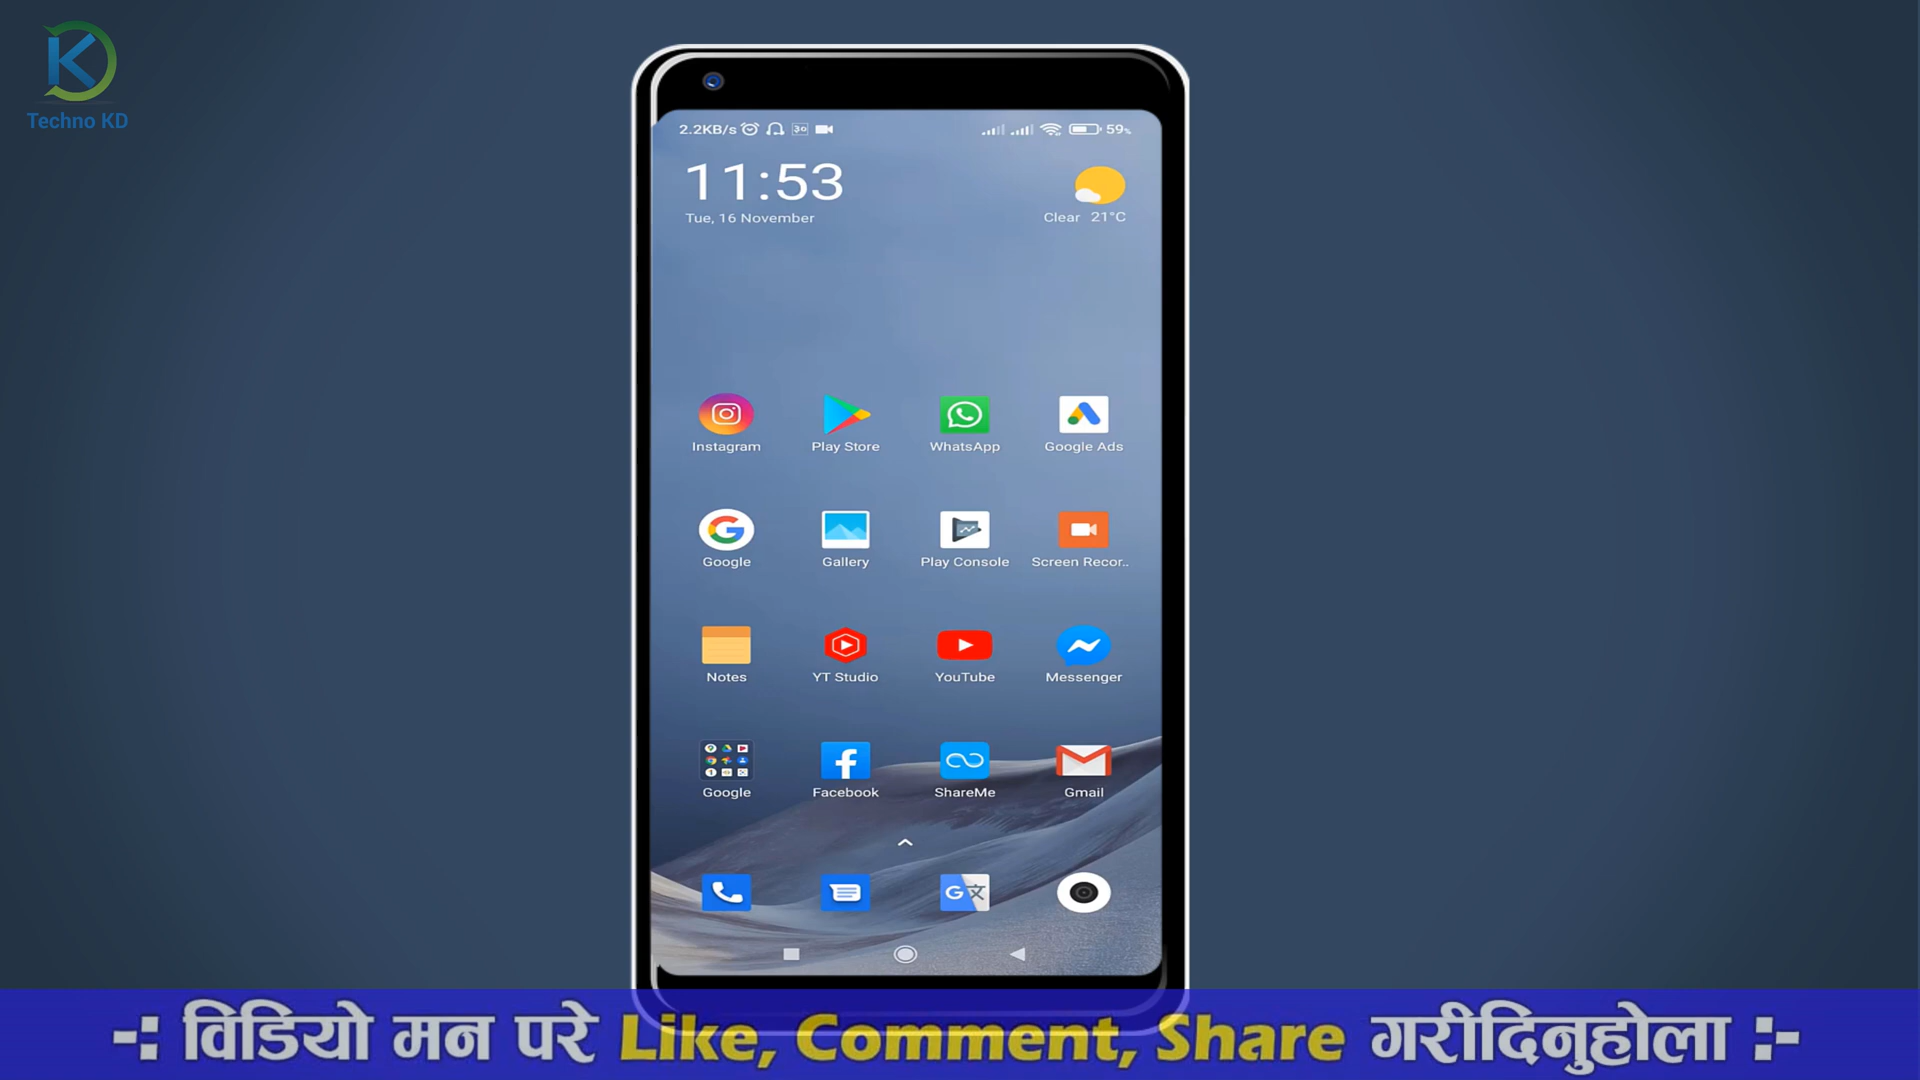 Techno KD
2.2KB/s 59%
11:53
Tue, 16 November
Clear 21°C
Instagram Play Store WhatsApp Google Ads
Google Gallery Play Console Screen Recor..
Notes YT Studio YouTube Messenger
Google Facebook ShareMe Gmail
-: विडियो मन परे Like, Comment, Share गरीदिनुहोला :-